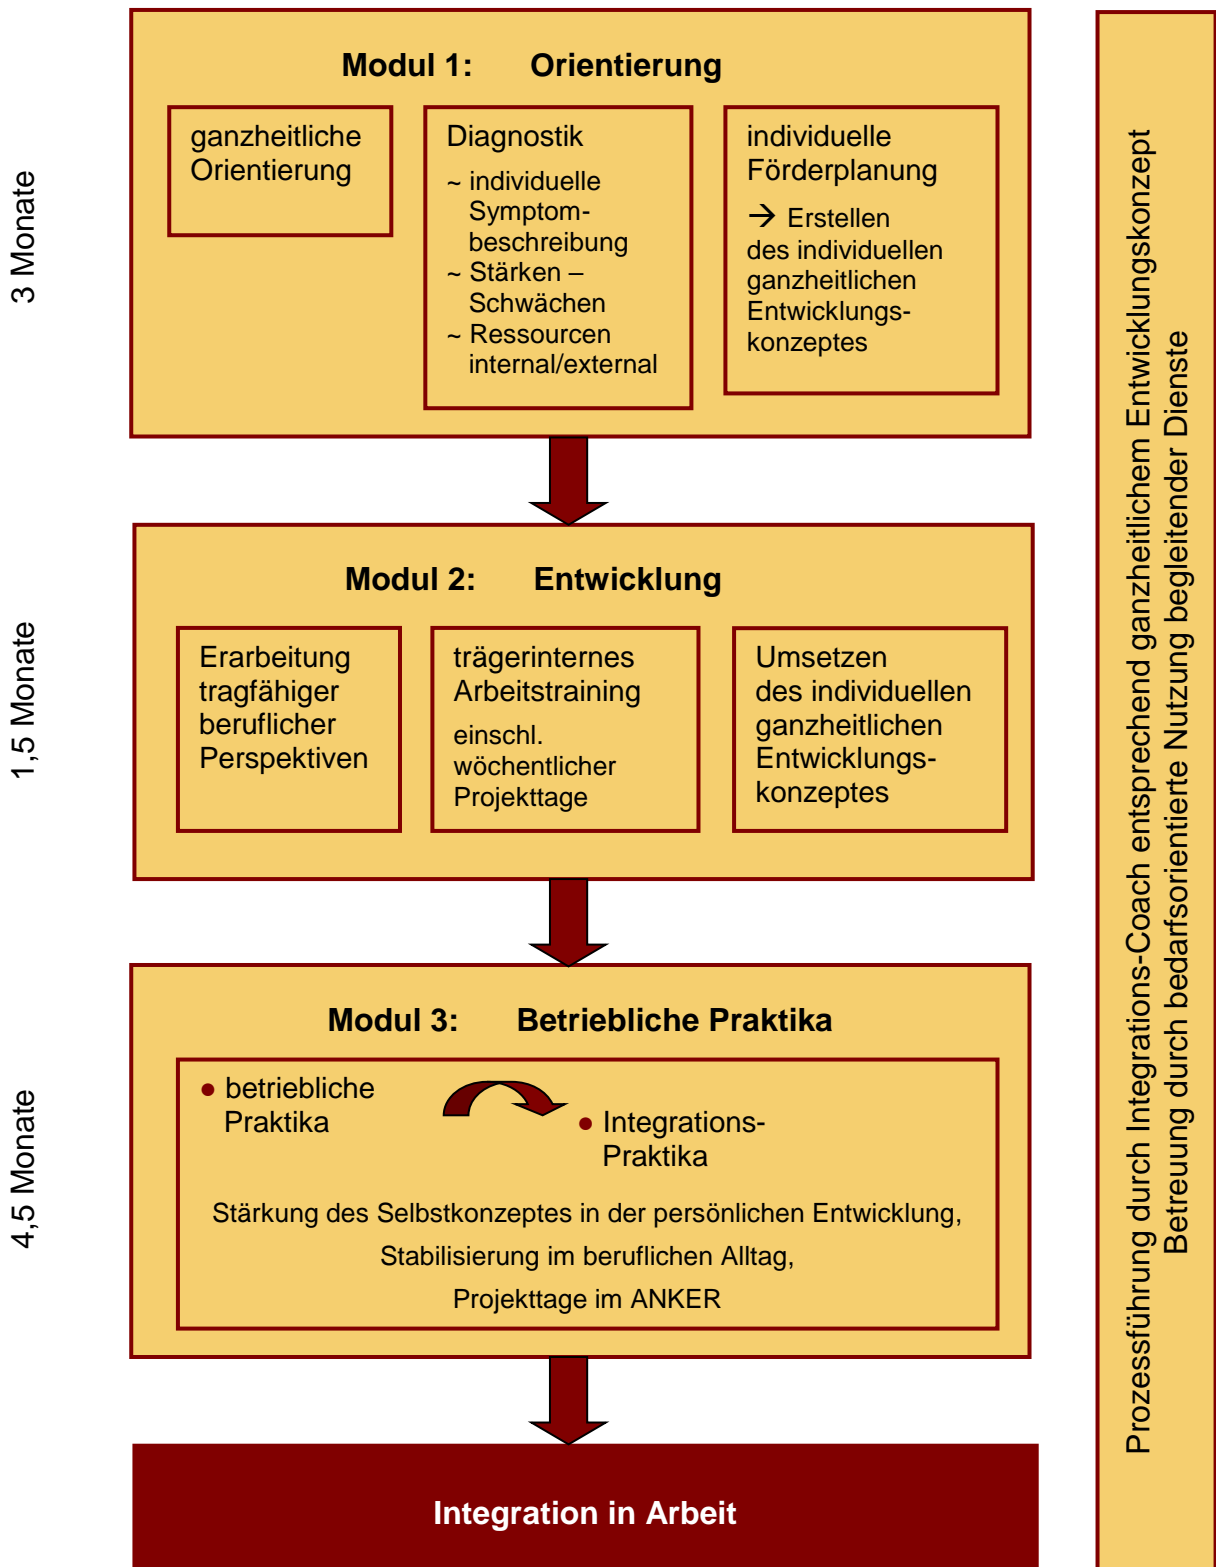 3 Monate
Modul 1: Orientierung
ganzheitliche
Orientierung
Diagnostik
~ individuelle
Symptom-
beschreibung
~ Stärken –
Schwächen
~ Ressourcen
internal/external
individuelle
Förderplanung
→ Erstellen
des individuellen
ganzheitlichen
Entwicklungs-
konzeptes
1,5 Monate
Modul 2: Entwicklung
Erarbeitung
tragfähiger
beruflicher
Perspektiven
trägerinternes
Arbeitstraining
einschl.
wöchentlicher
Projekttage
Umsetzen
des individuellen
ganzheitlichen
Entwicklungs-
konzeptes
4,5 Monate
Modul 3: Betriebliche Praktika
● betriebliche
Praktika
● Integrations-
Praktika
Stärkung des Selbstkonzeptes in der persönlichen Entwicklung,
Stabilisierung im beruflichen Alltag,
Projekttage im ANKER
Integration in Arbeit
Prozessführung durch Integrations-Coach entsprechend ganzheitlichem Entwicklungskonzept
Betreuung durch bedarfsorientierte Nutzung begleitender Dienste